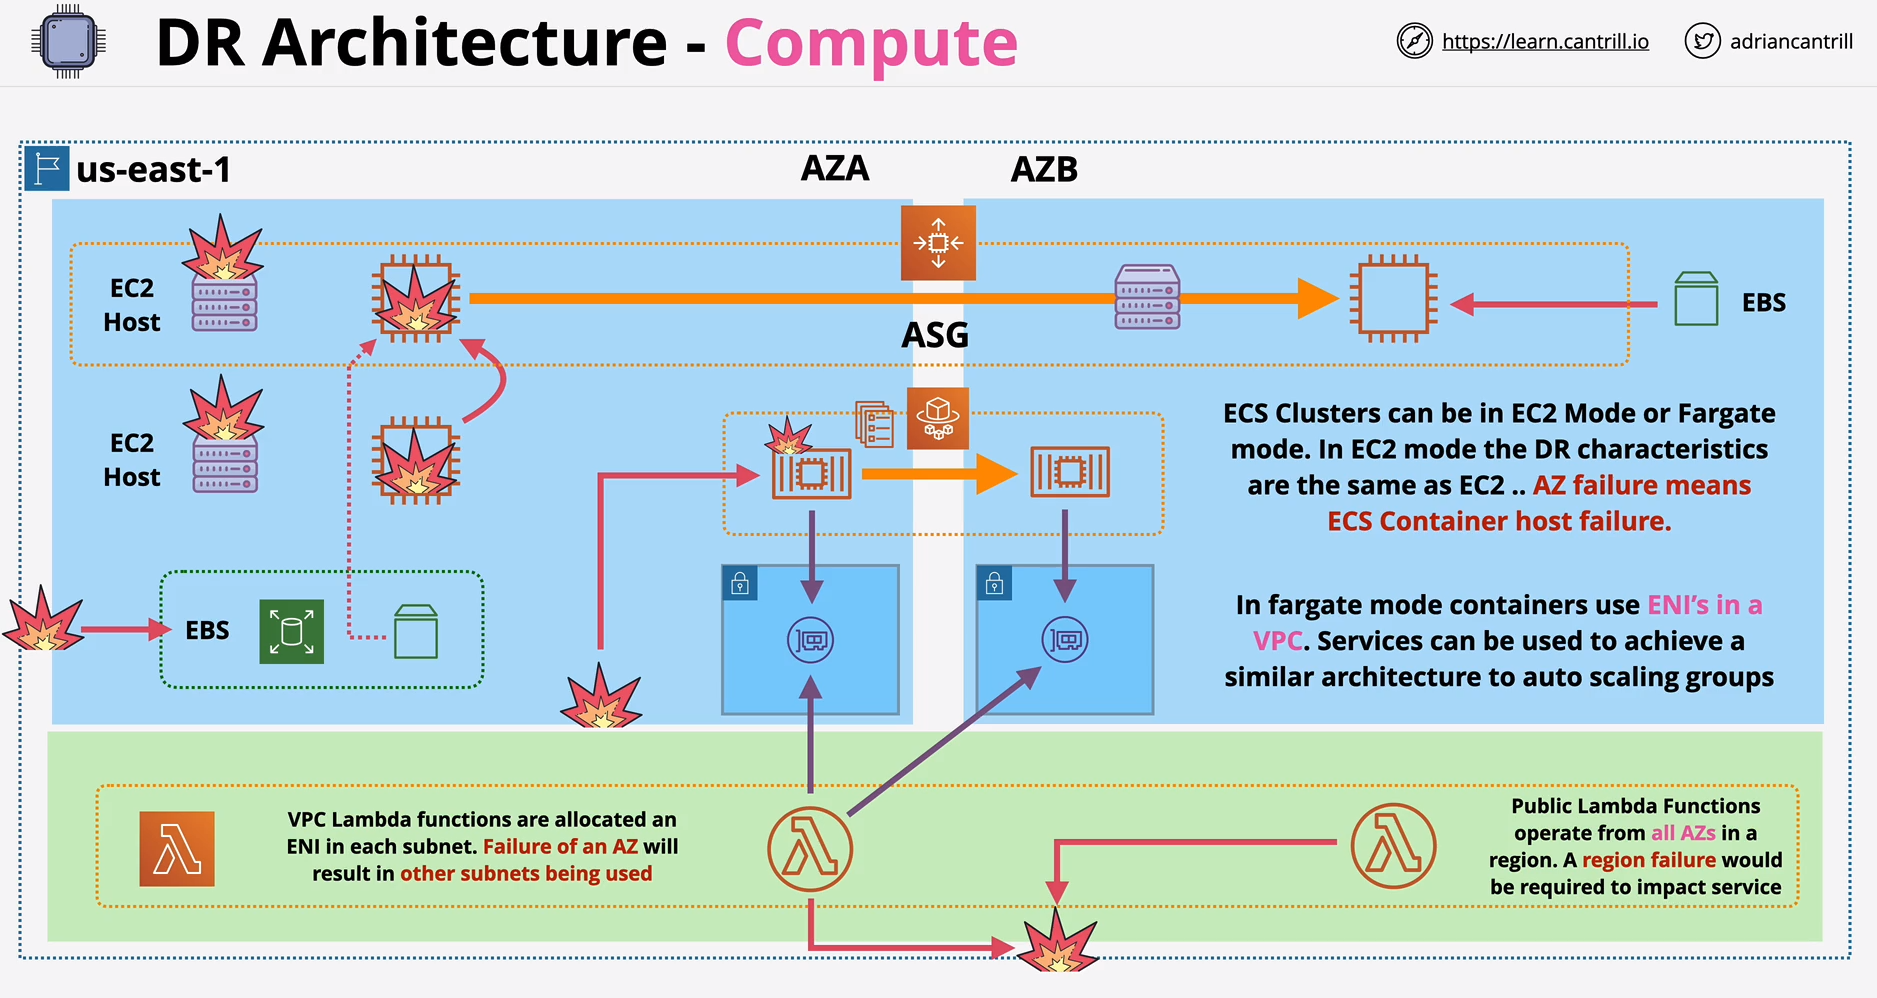 DR Architecture - Compute
https://learn.cantrill.io
adriancantrill
us-east-1
AZA
AZB
EC2
Host
EBS
ASG
EC2
Host
ECS Clusters can be in EC2 Mode or Fargate
mode. In EC2 mode the DR characteristics
are the same as EC2 .. AZ failure means
ECS Container host failure.
EBS
In fargate mode containers use ENI's in a
VPC. Services can be used to achieve a
similar architecture to auto scaling groups
VPC Lambda functions are allocated an
ENI in each subnet. Failure of an AZ will
result in other subnets being used
Public Lambda Functions
operate from all AZs in a
region. A region failure would
be required to impact service